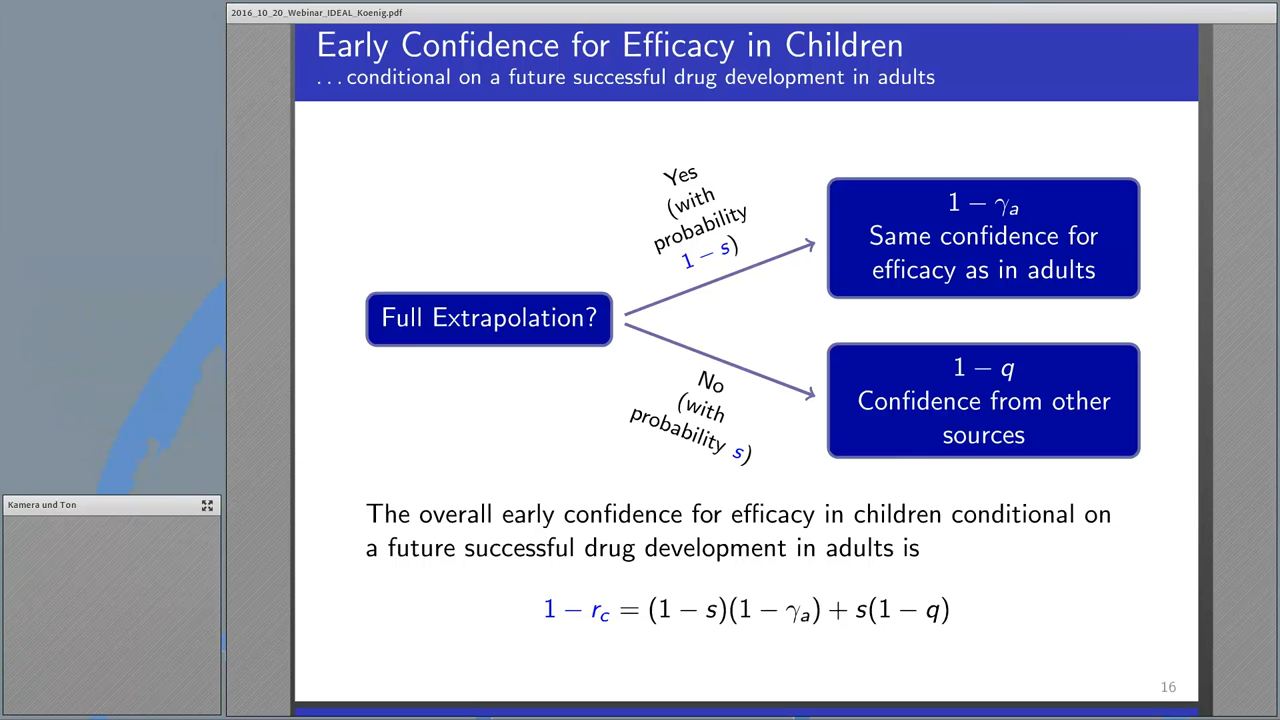 2016_10_20_Webinar_IDEAL_Koenig.pdf
Early Confidence for Efficacy in Children
...conditional on a future successful drug development in adults
Yes
(with
probability
1 − s)
1 − γₐ
Same confidence for
efficacy as in adults
Full Extrapolation?
No
(with
probability s)
1 − q
Confidence from other
sources
Kamera und Ton
The overall early confidence for efficacy in children conditional on
a future successful drug development in adults is
1 − r_c = (1 − s)(1 − γₐ) + s(1 − q)
16